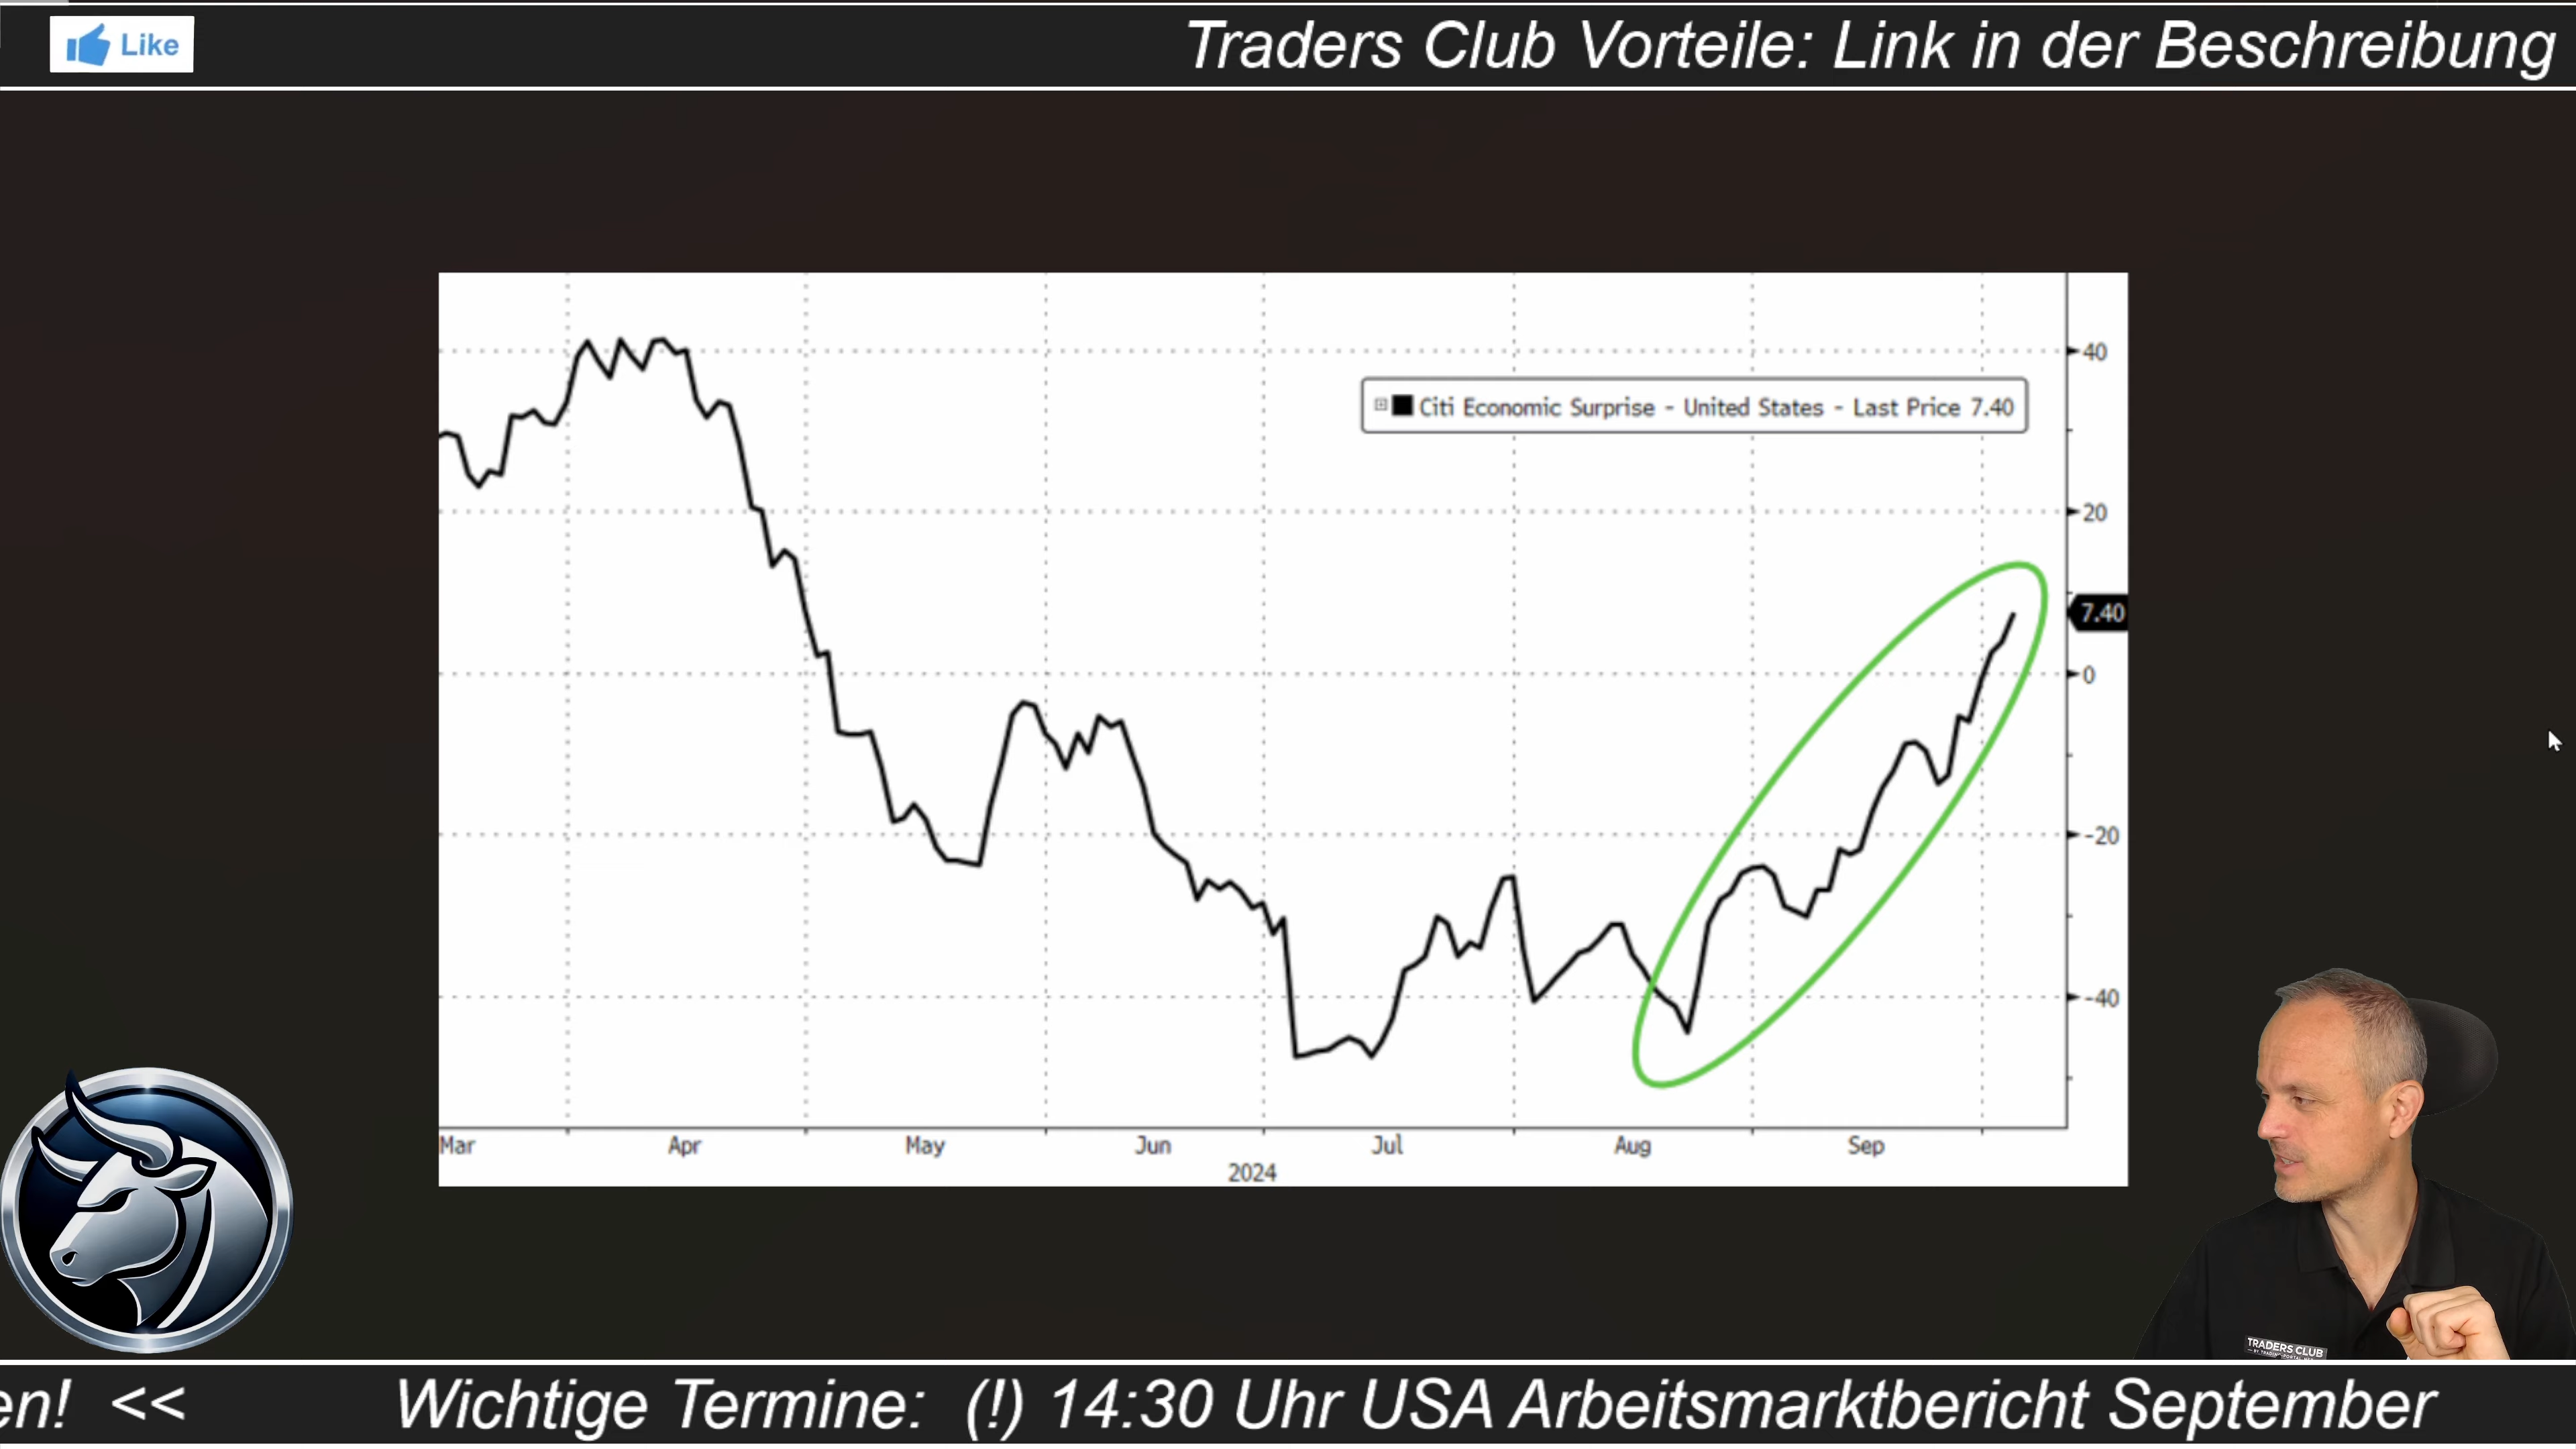 Like
Traders Club Vorteile: Link in der Beschreibung
40
Citi Economic Surprise - United States - Last Price 7.40
20
7.40
0
-20
-40
Mar Apr May Jun Jul Aug Sep
2024
TRADERS CLUB
en! << Wichtige Termine: (!) 14:30 Uhr USA Arbeitsmarktbericht September